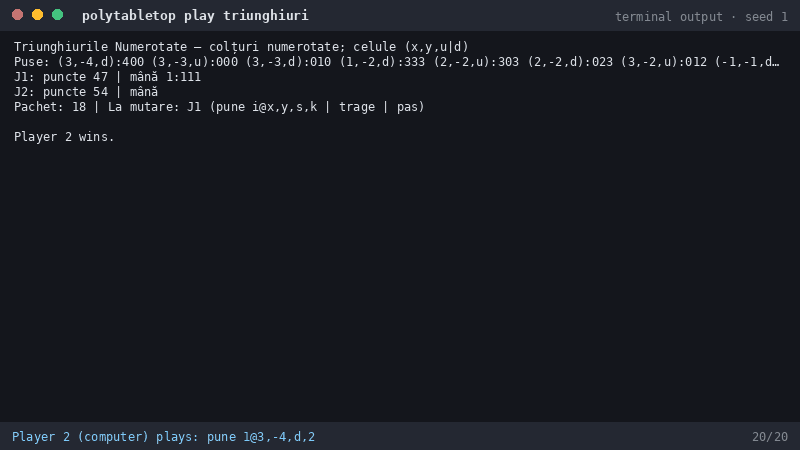 polytabletop play triunghiuri
terminal output · seed 1
Triunghiurile Numerotate — colțuri numerotate; celule (x,y,u|d)
Puse: (3,-4,d):400 (3,-3,u):000 (3,-3,d):010 (1,-2,d):333 (2,-2,u):303 (2,-2,d):023 (3,-2,u):012 (-1,-1,d…
J1: puncte 47 | mână 1:111
J2: puncte 54 | mână
Pachet: 18 | La mutare: J1 (pune i@x,y,s,k | trage | pas)
Player 2 wins.
Player 2 (computer) plays: pune 1@3,-4,d,2
20/20